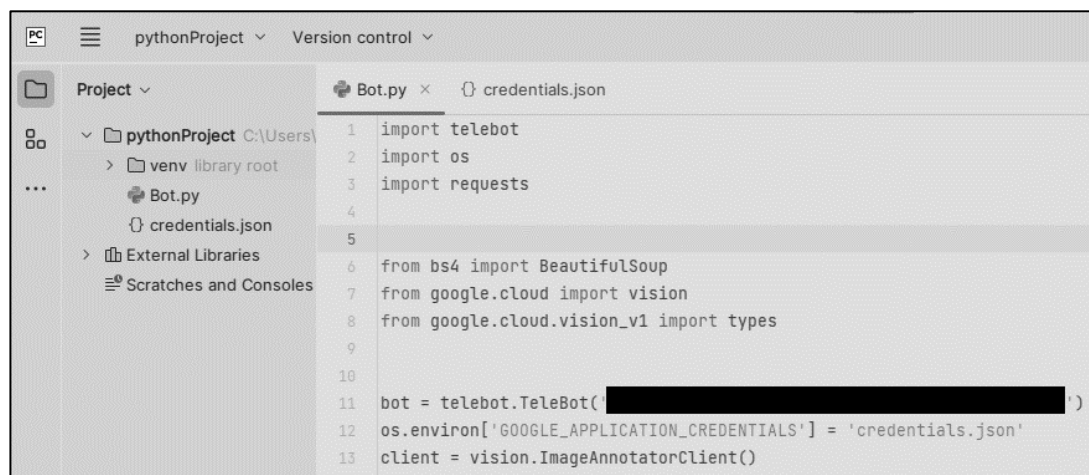 PC pythonProject Version control
Project
pythonProject C:\Users\
venv library root
Bot.py
credentials.json
External Libraries
Scratches and Consoles
Bot.py × {} credentials.json
1 import telebot
2 import os
3 import requests
4
5
6 from bs4 import BeautifulSoup
7 from google.cloud import vision
8 from google.cloud.vision_v1 import types
9
10
11 bot = telebot.TeleBot(' ')
12 os.environ['GOOGLE_APPLICATION_CREDENTIALS'] = 'credentials.json'
13 client = vision.ImageAnnotatorClient()